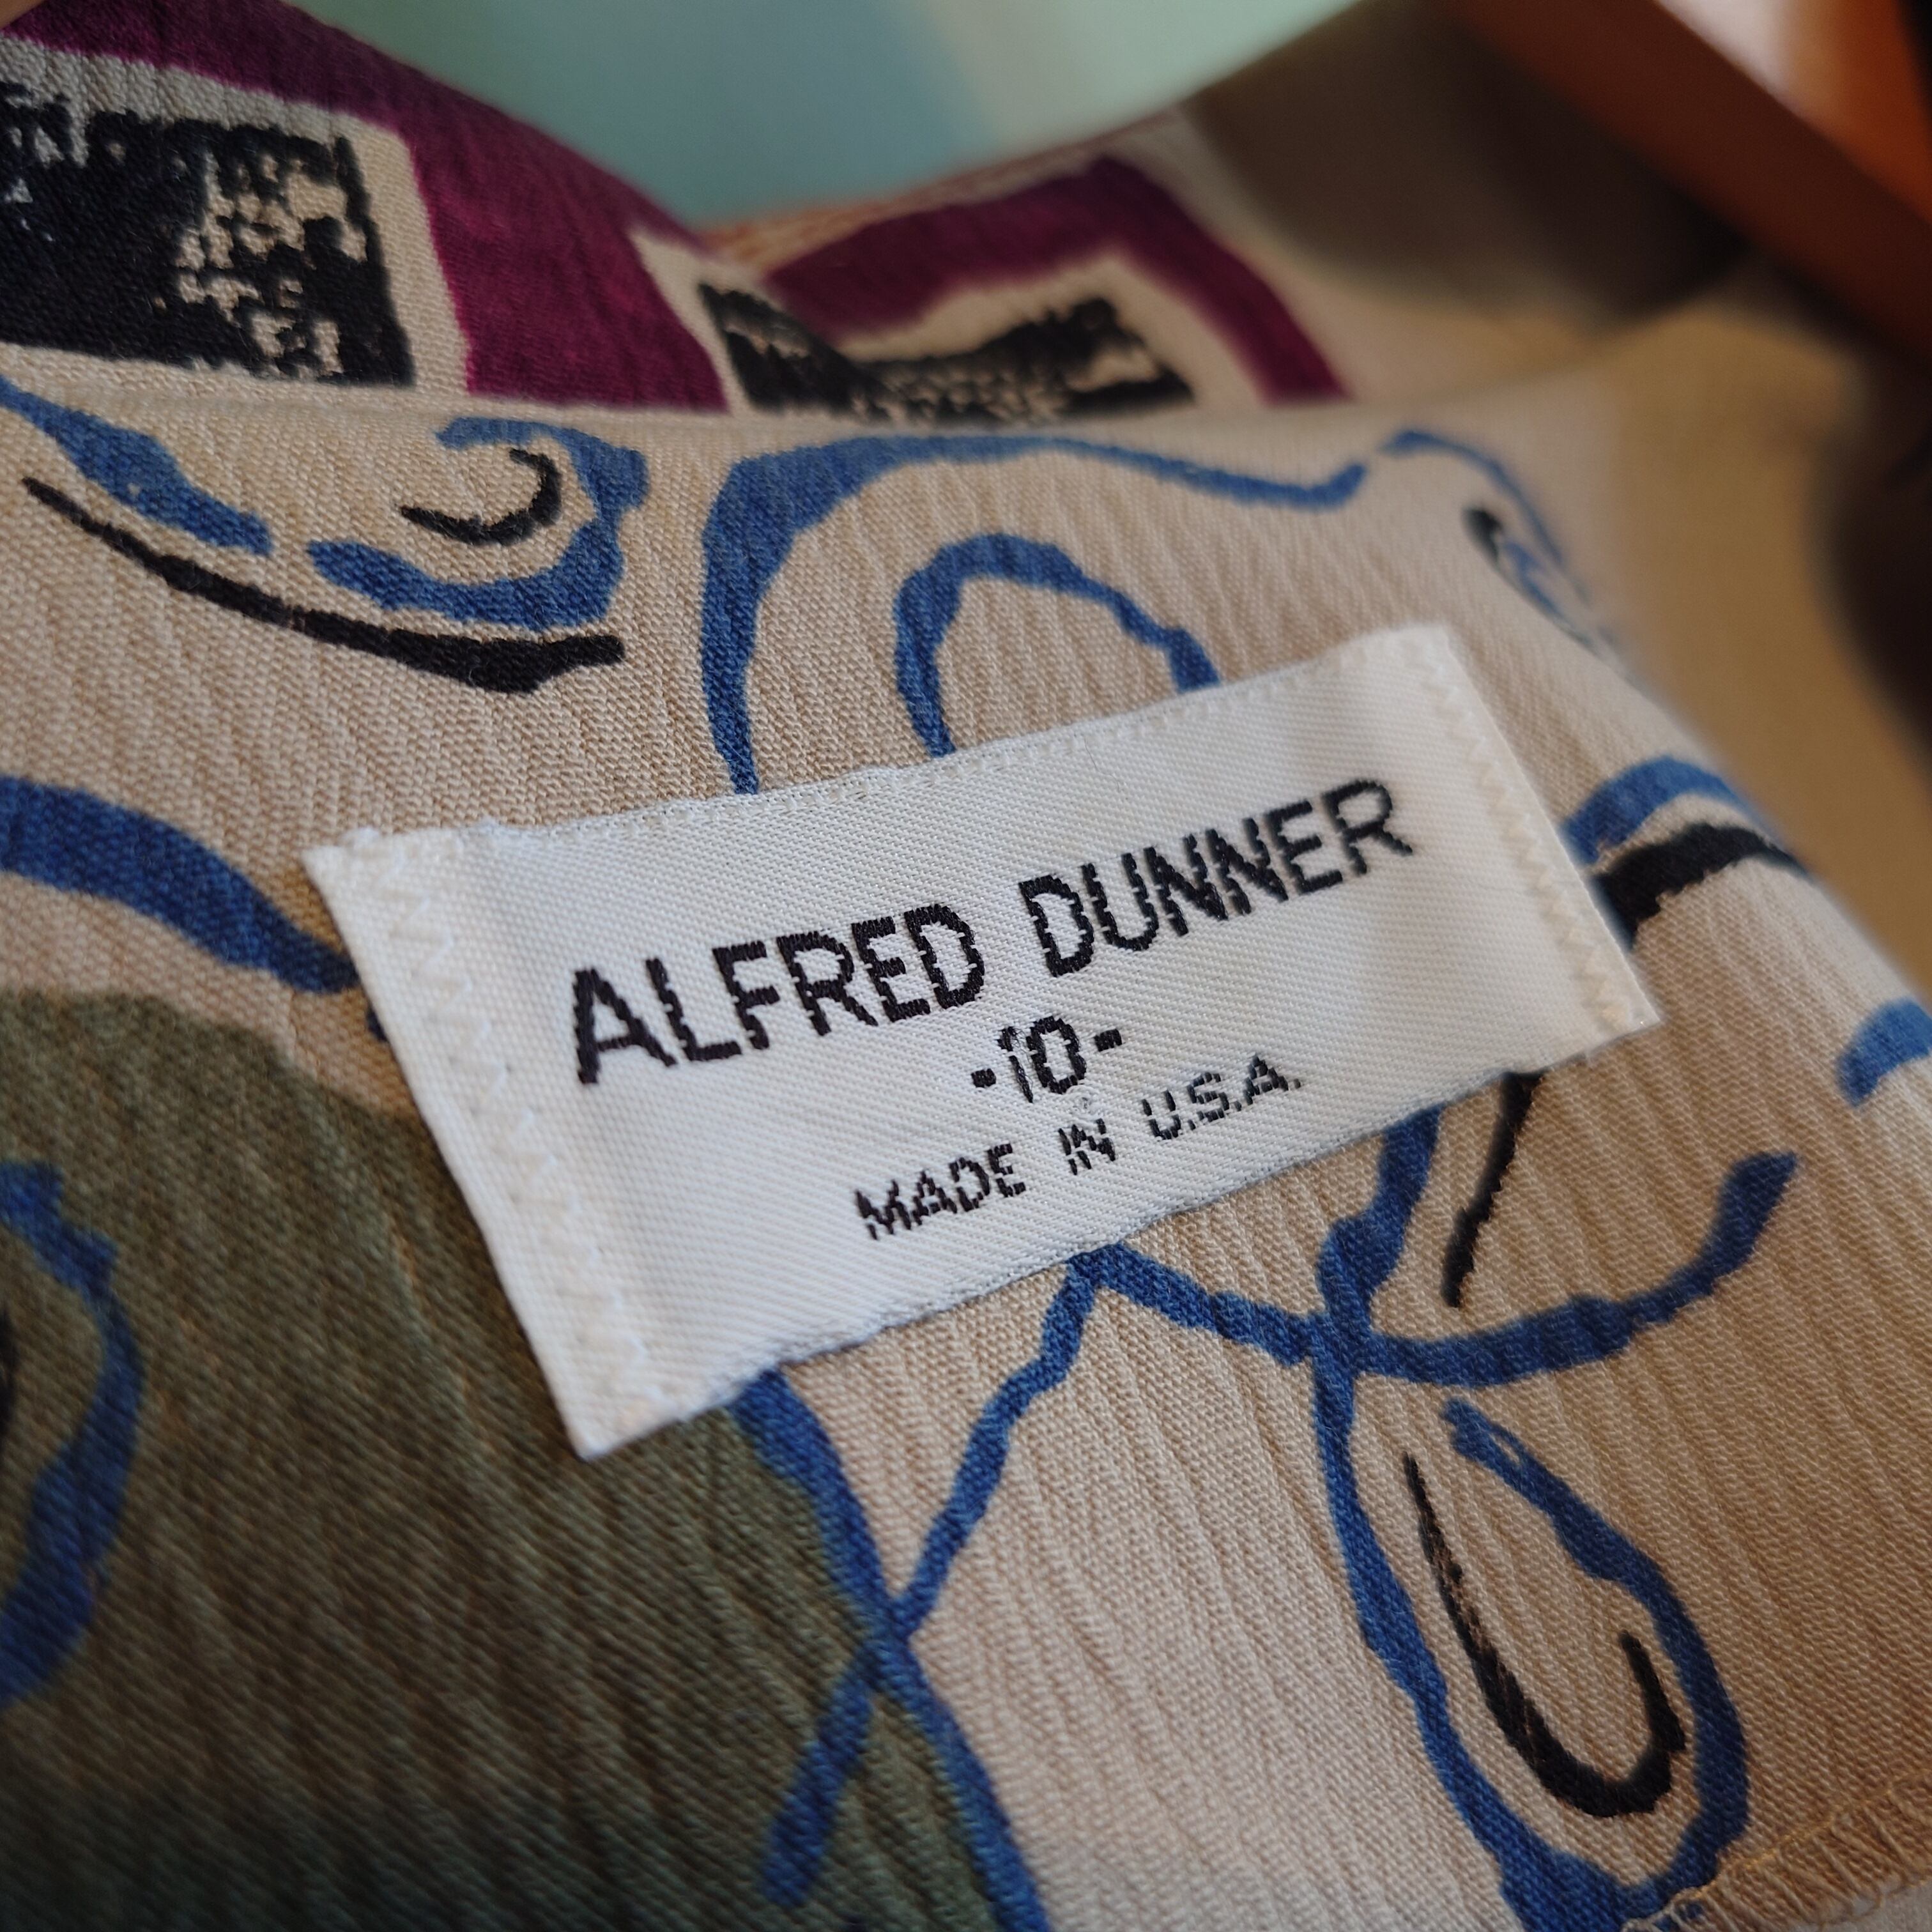 ALFRED DUNNER
-10-
MADE IN U.S.A.